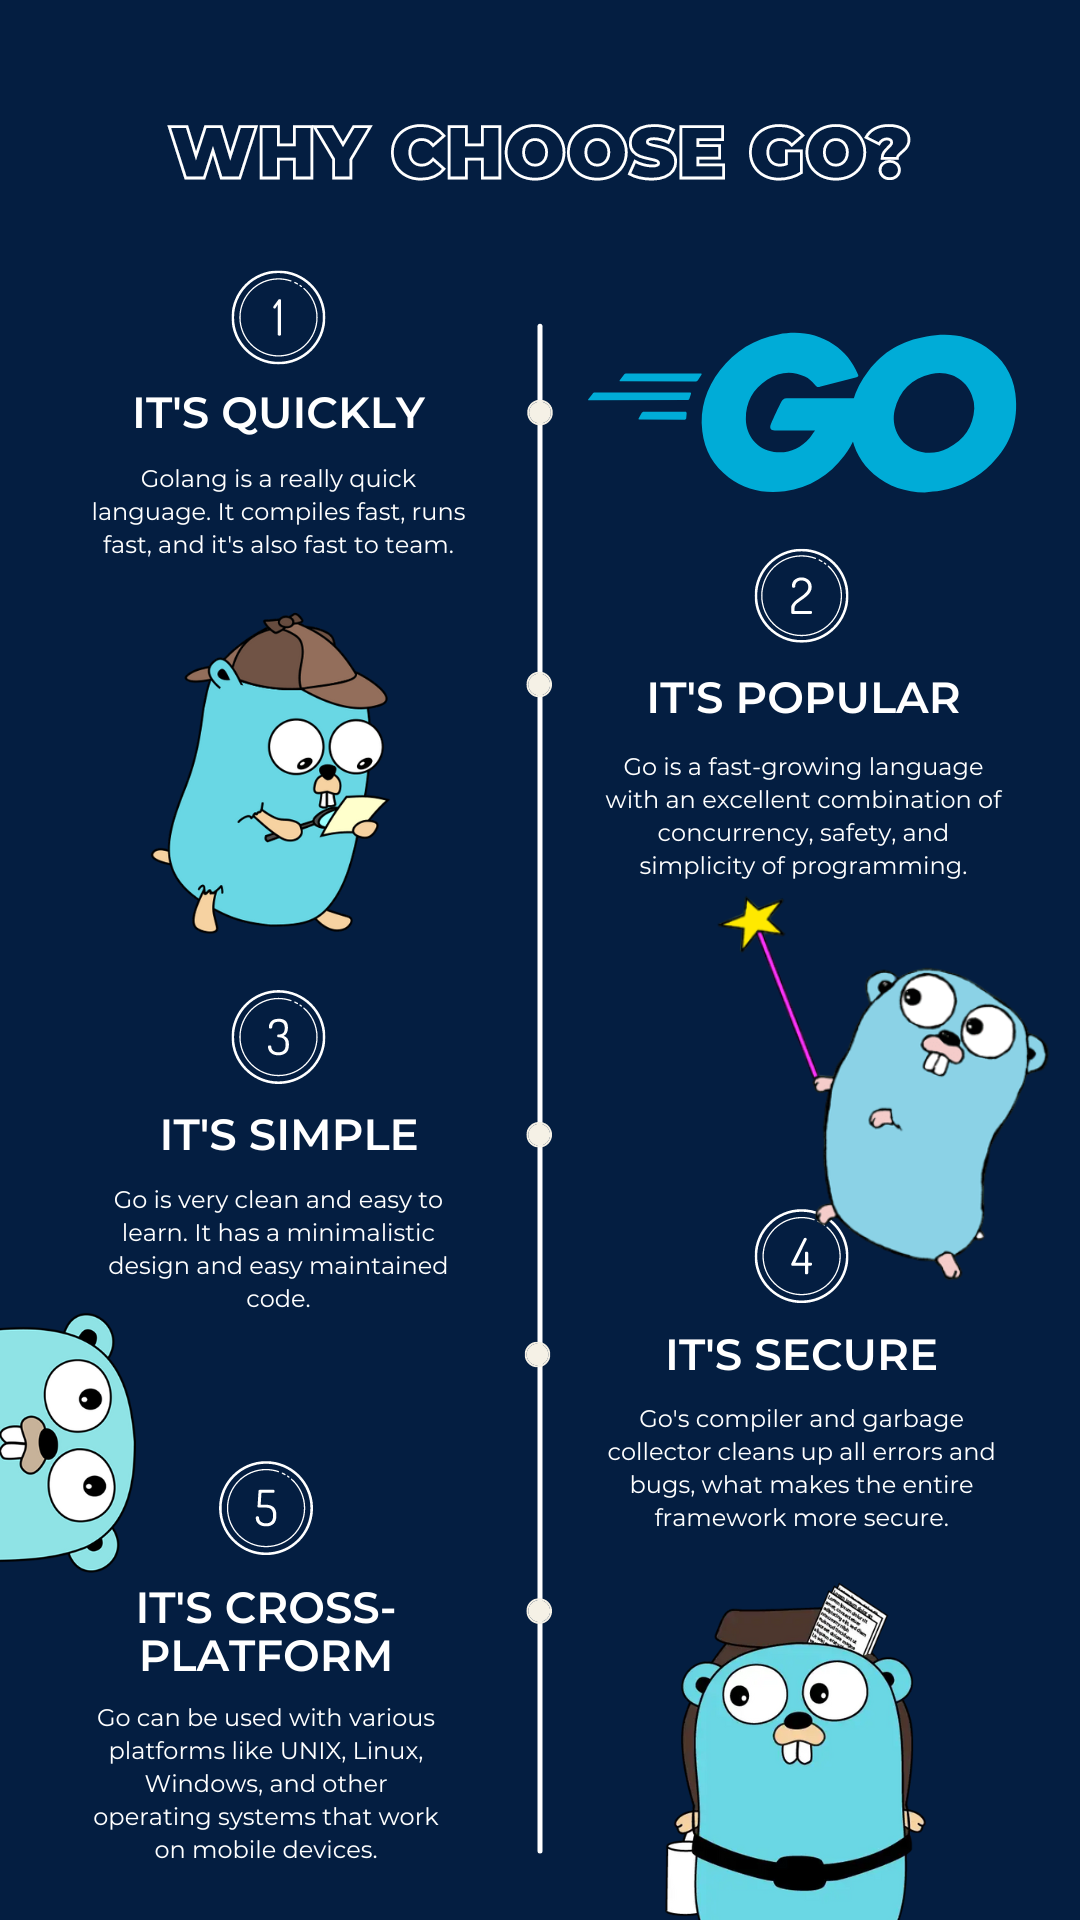 WHY CHOOSE GO?
1
IT'S QUICKLY
Golang is a really quick
language. It compiles fast, runs
fast, and it's also fast to team.
GO
2
IT'S POPULAR
Go is a fast-growing language
with an excellent combination of
concurrency, safety, and
simplicity of programming.
3
IT'S SIMPLE
Go is very clean and easy to
learn. It has a minimalistic
design and easy maintained
code.
4
IT'S SECURE
Go's compiler and garbage
collector cleans up all errors and
bugs, what makes the entire
framework more secure.
5
IT'S CROSS-
PLATFORM
Go can be used with various
platforms like UNIX, Linux,
Windows, and other
operating systems that work
on mobile devices.